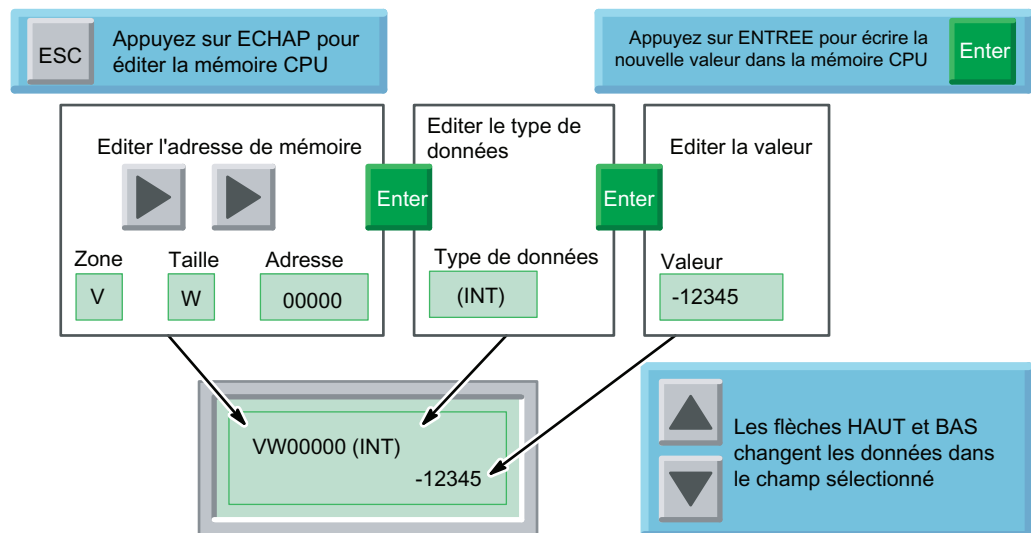 ESC
Appuyez sur ECHAP pour
éditer la mémoire CPU
Appuyez sur ENTREE pour écrire la
nouvelle valeur dans la mémoire CPU
Enter
Editer l'adresse de mémoire
Zone
Taille
Adresse
V
W
00000
Enter
Editer le type de
données
Type de données
(INT)
Enter
Editer la valeur
Valeur
-12345
VW00000 (INT)
-12345
Les flèches HAUT et BAS
changent les données dans
le champ sélectionné